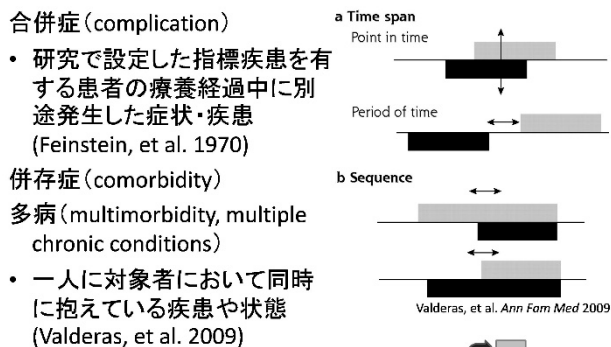 合併症(complication)
• 研究で設定した指標疾患を有
する患者の療養経過中に別
途発生した症状・疾患
(Feinstein, et al. 1970)
併存症(comorbidity)
多病(multimorbidity, multiple
chronic conditions)
• 一人に対象者において同時
に抱えている疾患や状態
(Valderas, et al. 2009)
a Time span
Point in time
Period of time
b Sequence
Valderas, et al. Ann Fam Med 2009